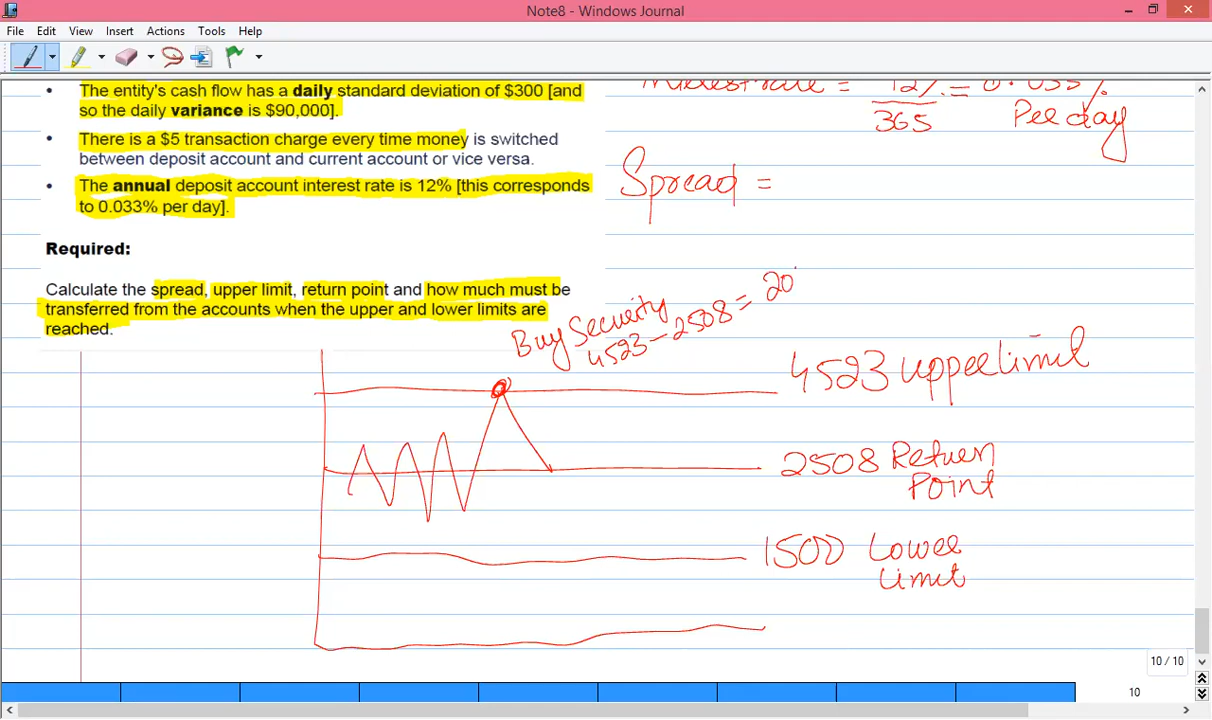 Note8 - Windows Journal
File Edit View Insert Actions Tools Help
• The entity's cash flow has a daily standard deviation of $300 [and
so the daily variance is $90,000].
• There is a $5 transaction charge every time money is switched
between deposit account and current account or vice versa.
• The annual deposit account interest rate is 12% [this corresponds
to 0.033% per day].
Required:
Calculate the spread, upper limit, return point and how much must be
transferred from the accounts when the upper and lower limits are
reached.
= 12% = 0.033%
365 Per day
Spread =
Buy Security
4523 - 2508 = 20
4523 upper limit
2508 Return
Point
1500 Lower
limit
10 / 10
10